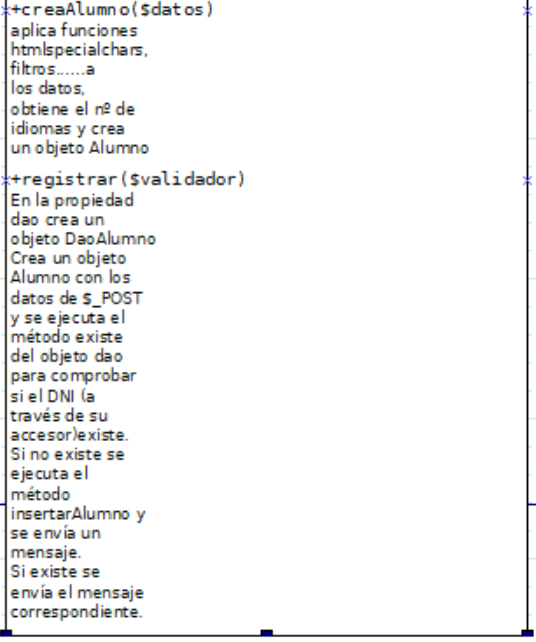 +creaAlumno($datos)
aplica funciones
htmlspecialchars,
filtros......a
los datos,
obtiene el nº de
idiomas y crea
un objeto Alumno
+registrar($validador)
En la propiedad
dao crea un
objeto DaoAlumno
Crea un objeto
Alumno con los
datos de $_POST
y se ejecuta el
método existe
del objeto dao
para comprobar
si el DNI (a
través de su
accesor)existe.
Si no existe se
ejecuta el
método
insertarAlumno y
se envía un
mensaje.
Si existe se
envía el mensaje
correspondiente.